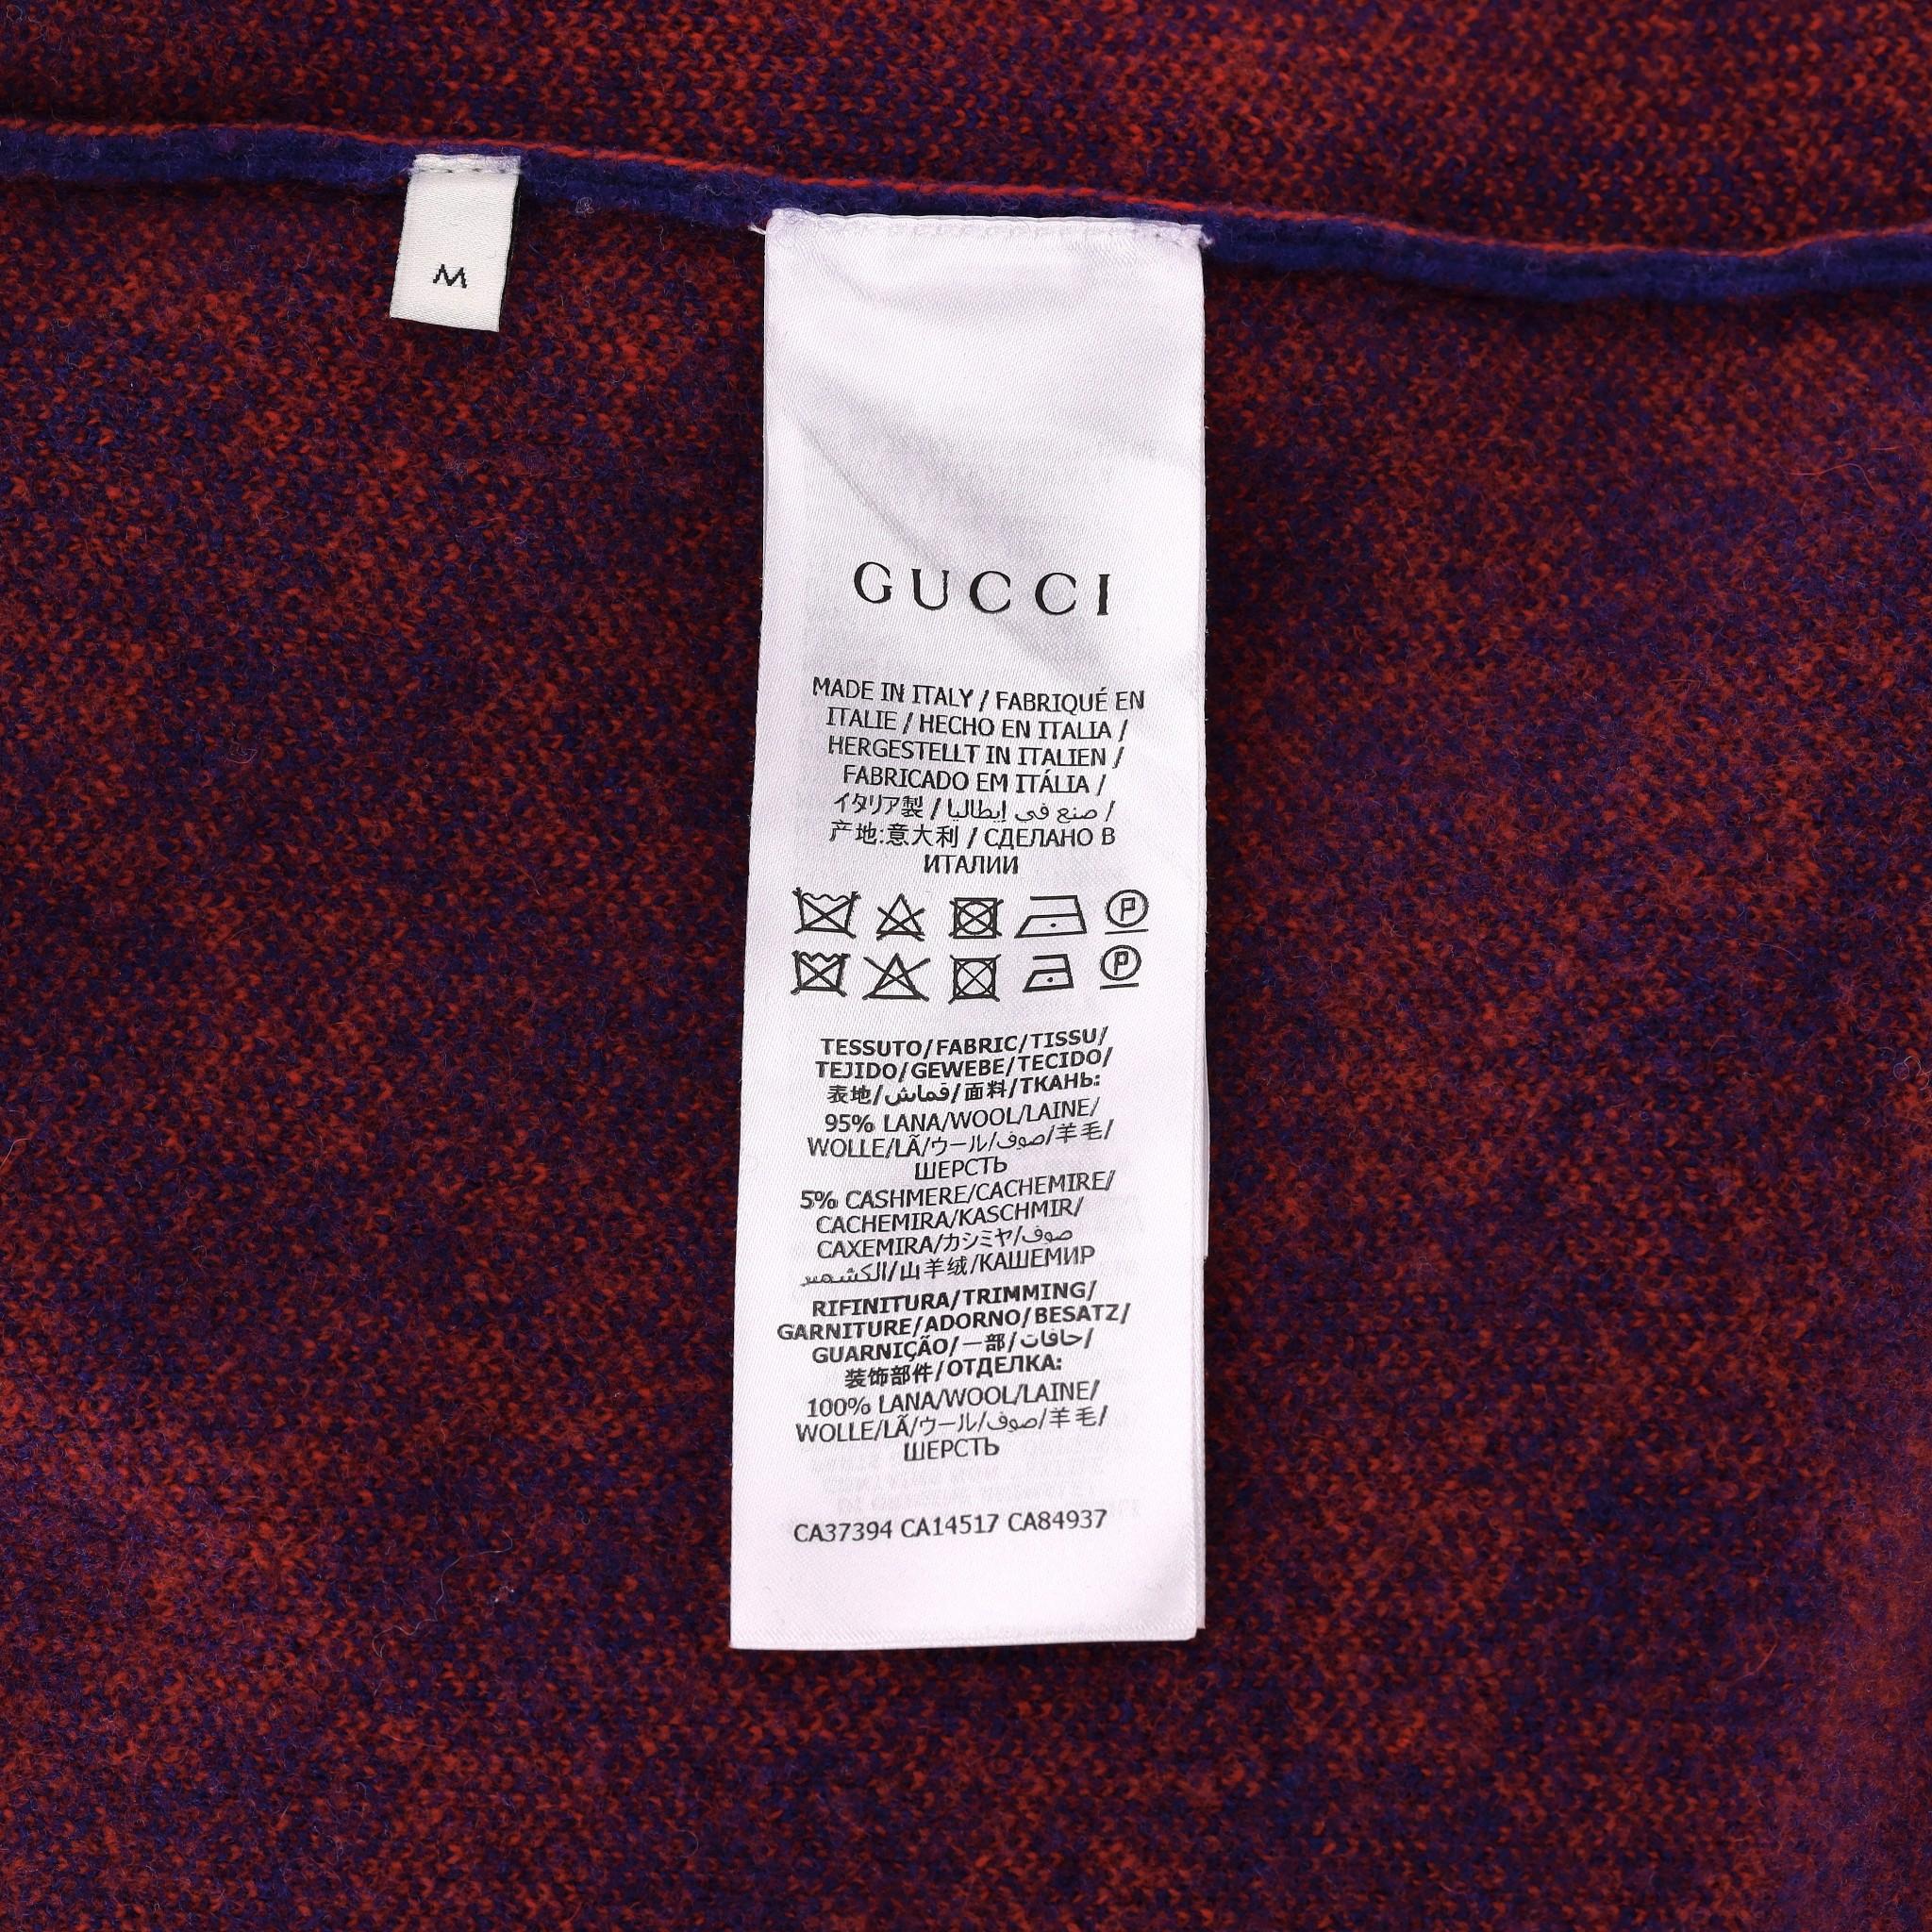 M
GUCCI
MADE IN ITALY / FABRIQUÉ EN
ITALIE / HECHO EN ITALIA /
HERGESTELLT IN ITALIEN /
FABRICADO EM ITÁLIA /
イタリア製 / صنع في إيطاليا /
产地:意大利 / СДЕЛАНО В
ИТАЛИИ
P
P
TESSUTO/FABRIC/TISSU/
TEJIDO/GEWEBE/TECIDO/
表地/قماش/面料/ТКАНЬ:
95% LANA/WOOL/LAINE/
WOLLE/LÃ/ウール/صوف/羊毛/
ШЕРСТЬ
5% CASHMERE/CACHEMIRE/
CACHEMIRA/KASCHMIR/
CAXEMIRA/カシミヤ/صوف
الكشمير/山羊绒/КАШЕМИР
RIFINITURA/TRIMMING/
GARNITURE/ADORNO/BESATZ/
GUARNIÇÃO/一部/حافات/
装饰部件/ОТДЕЛКА:
100% LANA/WOOL/LAINE/
WOLLE/LÃ/ウール/صوف/羊毛/
ШЕРСТЬ
CA37394 CA14517 CA84937